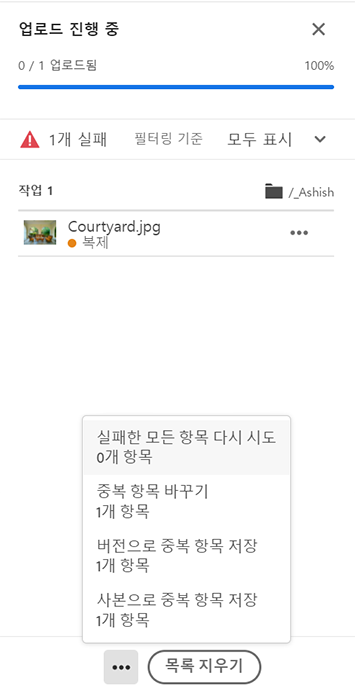 업로드 진행 중
0 / 1 업로드됨 100%
1개 실패 필터링 기준 모두 표시
작업 1 /_Ashish
Courtyard.jpg
복제
실패한 모든 항목 다시 시도
0개 항목
중복 항목 바꾸기
1개 항목
버전으로 중복 항목 저장
1개 항목
사본으로 중복 항목 저장
1개 항목
목록 지우기